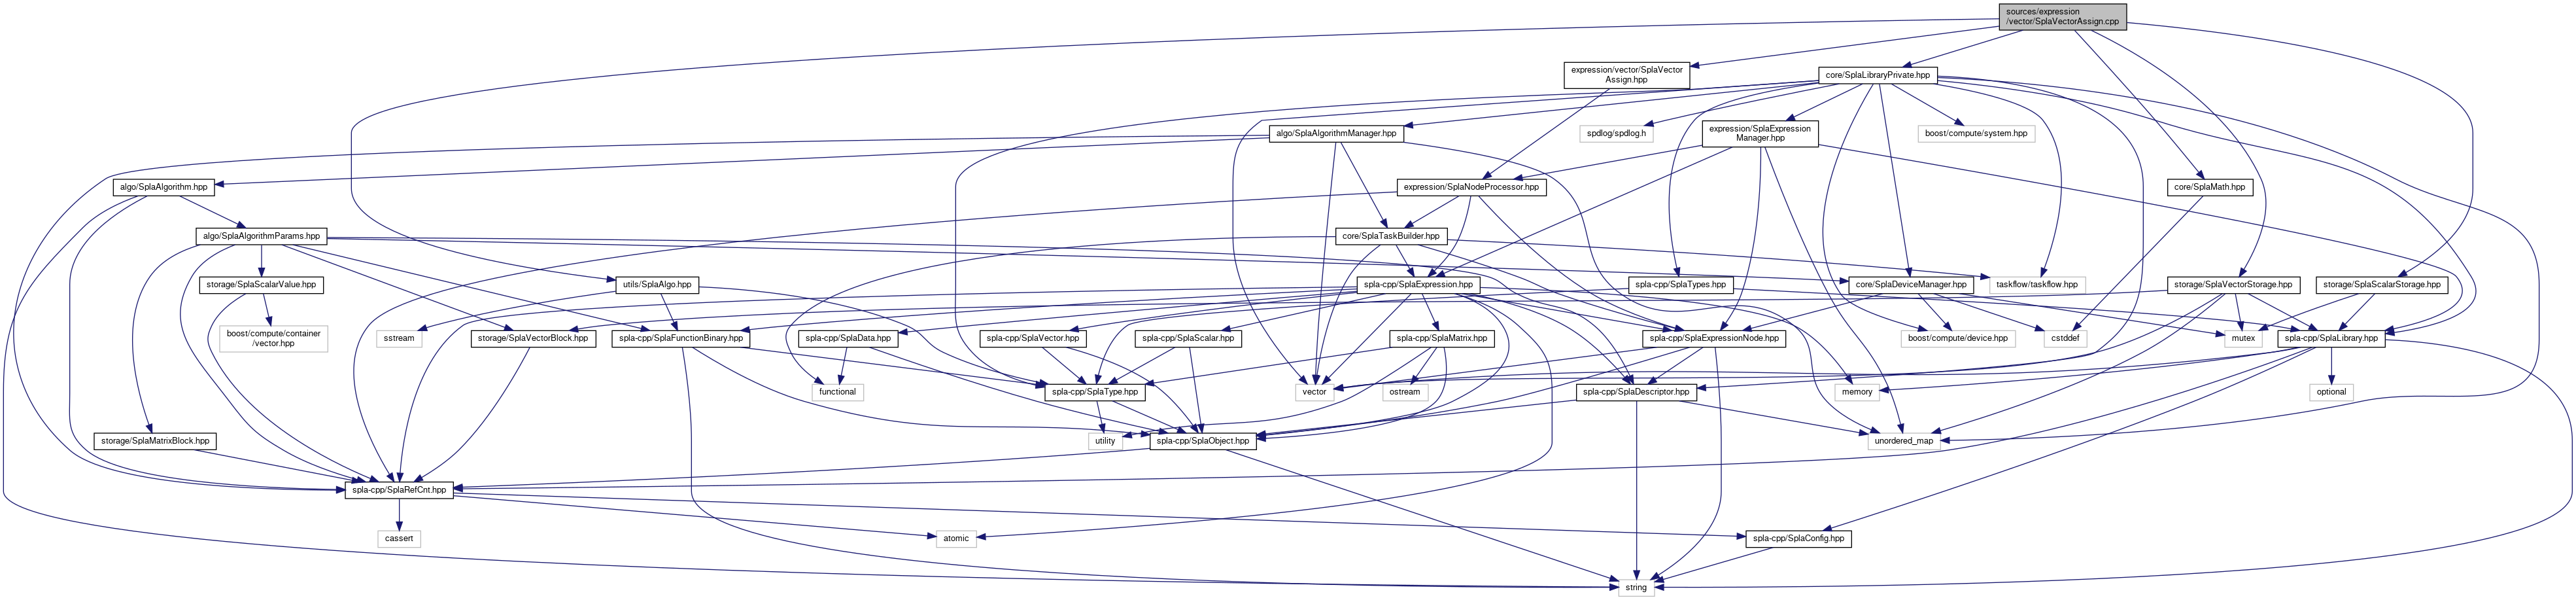 sources/expression
/vector/SplaVectorAssign.cpp
expression/vector/SplaVector
Assign.hpp
core/SplaLibraryPrivate.hpp
algo/SplaAlgorithmManager.hpp
spdlog/spdlog.h
expression/SplaExpression
Manager.hpp
boost/compute/system.hpp
algo/SplaAlgorithm.hpp
expression/SplaNodeProcessor.hpp
core/SplaMath.hpp
algo/SplaAlgorithmParams.hpp
core/SplaTaskBuilder.hpp
storage/SplaScalarValue.hpp
utils/SplaAlgo.hpp
spla-cpp/SplaExpression.hpp
spla-cpp/SplaTypes.hpp
core/SplaDeviceManager.hpp
taskflow/taskflow.hpp
storage/SplaVectorStorage.hpp
storage/SplaScalarStorage.hpp
boost/compute/container
/vector.hpp
sstream
storage/SplaVectorBlock.hpp
spla-cpp/SplaFunctionBinary.hpp
spla-cpp/SplaData.hpp
spla-cpp/SplaVector.hpp
spla-cpp/SplaScalar.hpp
spla-cpp/SplaMatrix.hpp
spla-cpp/SplaExpressionNode.hpp
boost/compute/device.hpp
cstddef
mutex
spla-cpp/SplaLibrary.hpp
functional
spla-cpp/SplaType.hpp
vector
ostream
spla-cpp/SplaDescriptor.hpp
memory
optional
storage/SplaMatrixBlock.hpp
utility
spla-cpp/SplaObject.hpp
unordered_map
spla-cpp/SplaRefCnt.hpp
cassert
atomic
spla-cpp/SplaConfig.hpp
string